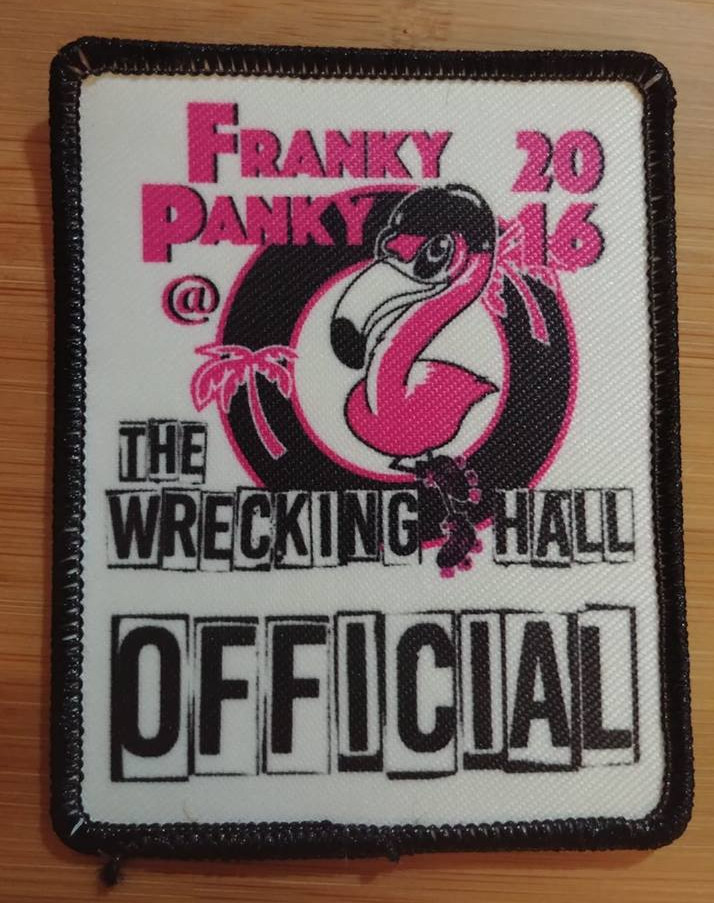 FRANKY 20
PANKY 16
@
THE
WRECKING HALL
OFFICIAL